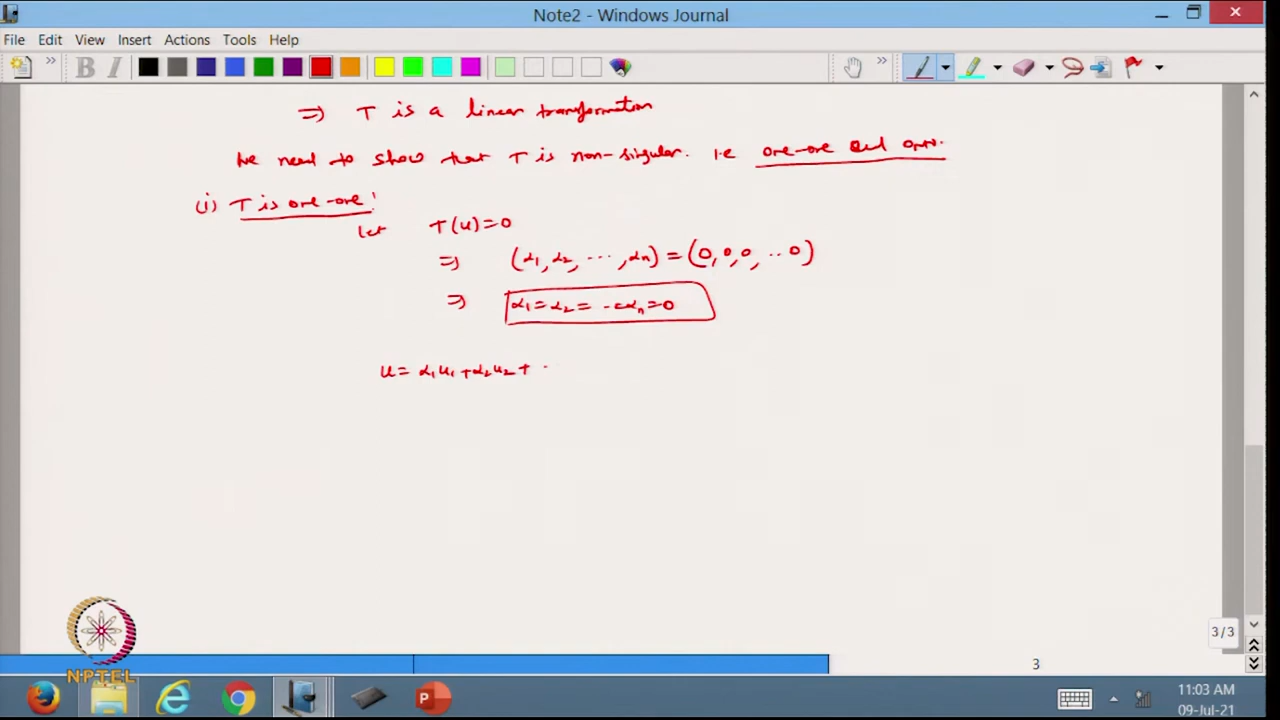 Note2 - Windows Journal
File Edit View Insert Actions Tools Help
⇒ T is a linear transformation
We need to show that T is non-singular. i.e one-one and onto.
(i) T is one-one!
let T(u)=0
⇒ (α₁, α₂, ..., αₙ) = (0, 0, 0, ..0)
⇒ α₁ = α₂ = -- αₙ = 0
u = α₁u₁ + α₂u₂ + .
3/3
3
NPTEL
11:03 AM
09-Jul-21